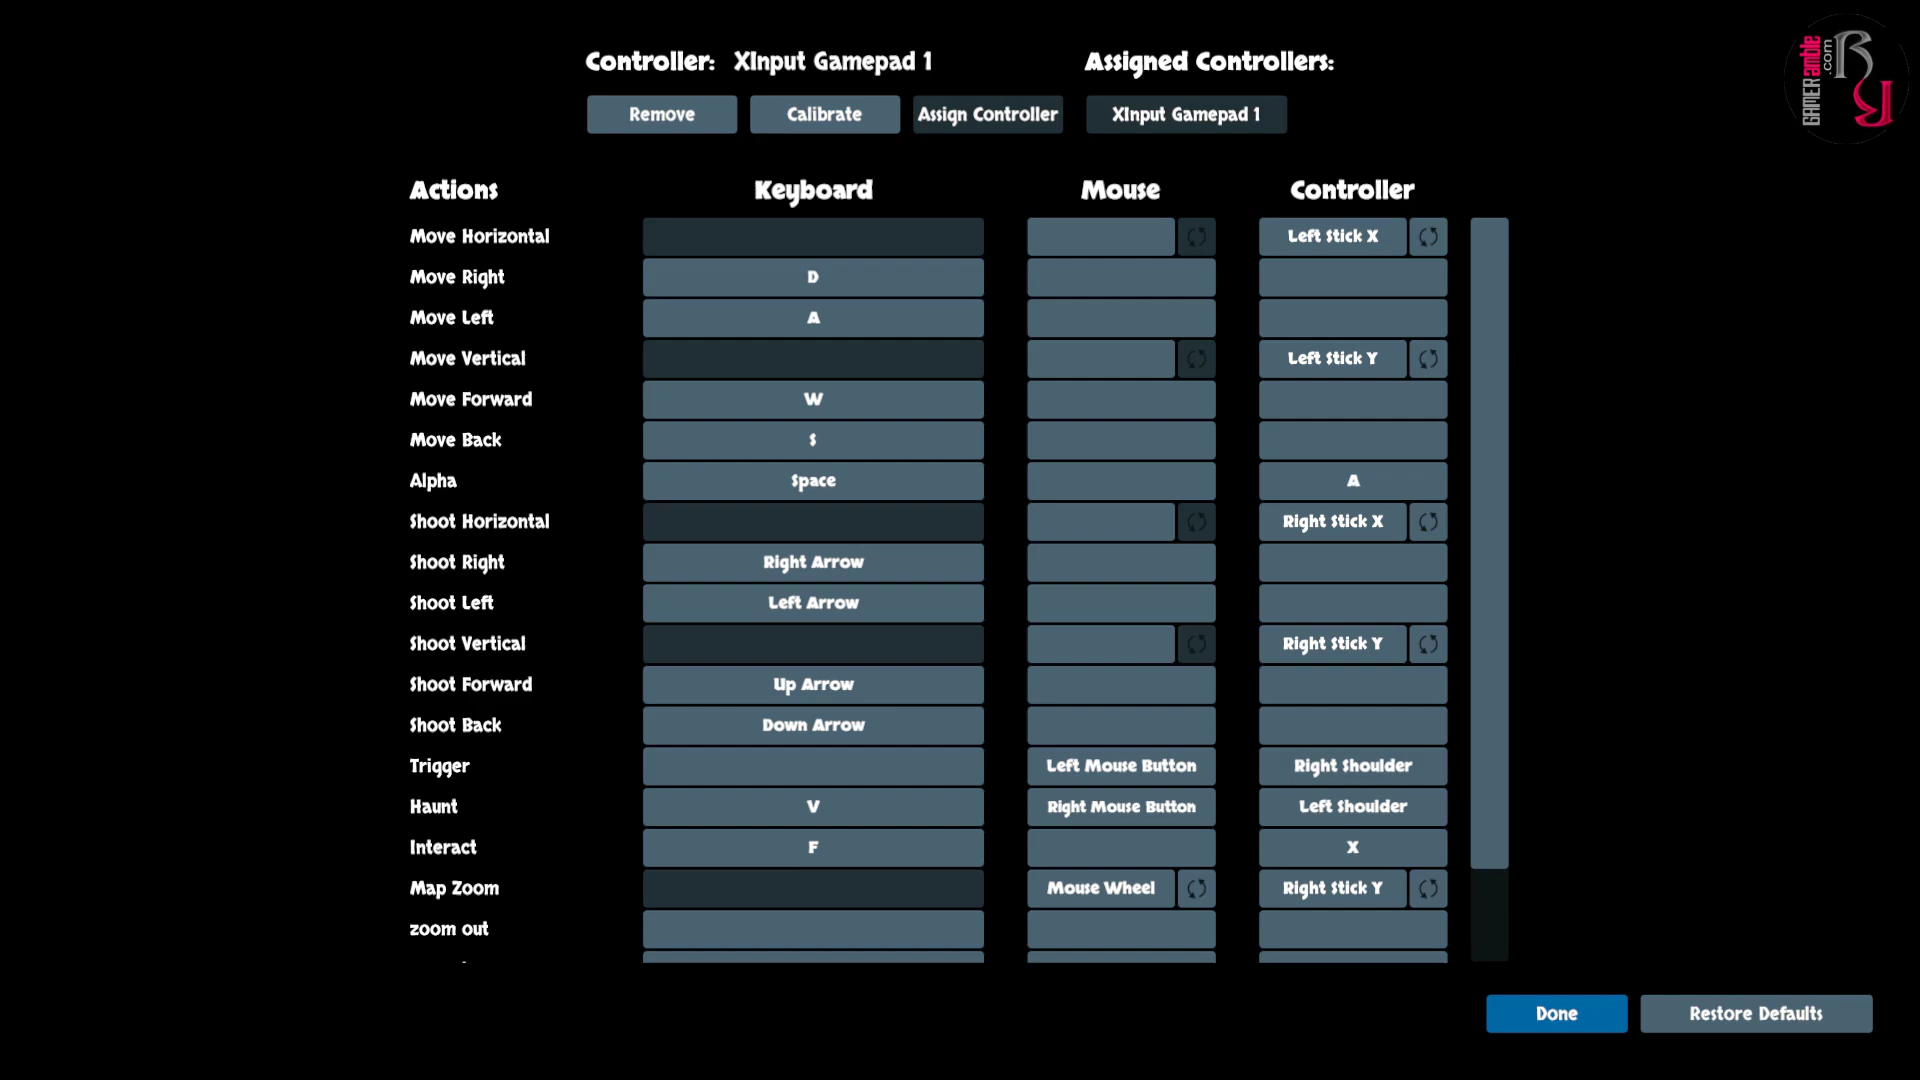 Controller: XInput Gamepad 1 Assigned Controllers:
Remove Calibrate Assign Controller XInput Gamepad 1
GAMERamble.com
RY
Actions Keyboard Mouse Controller
Move Horizontal Left Stick X
Move Right D
Move Left A
Move Vertical Left Stick Y
Move Forward W
Move Back S
Alpha Space A
Shoot Horizontal Right Stick X
Shoot Right Right Arrow
Shoot Left Left Arrow
Shoot Vertical Right Stick Y
Shoot Forward Up Arrow
Shoot Back Down Arrow
Trigger Left Mouse Button Right Shoulder
Haunt V Right Mouse Button Left Shoulder
Interact F X
Map Zoom Mouse Wheel Right Stick Y
zoom out
Done Restore Defaults